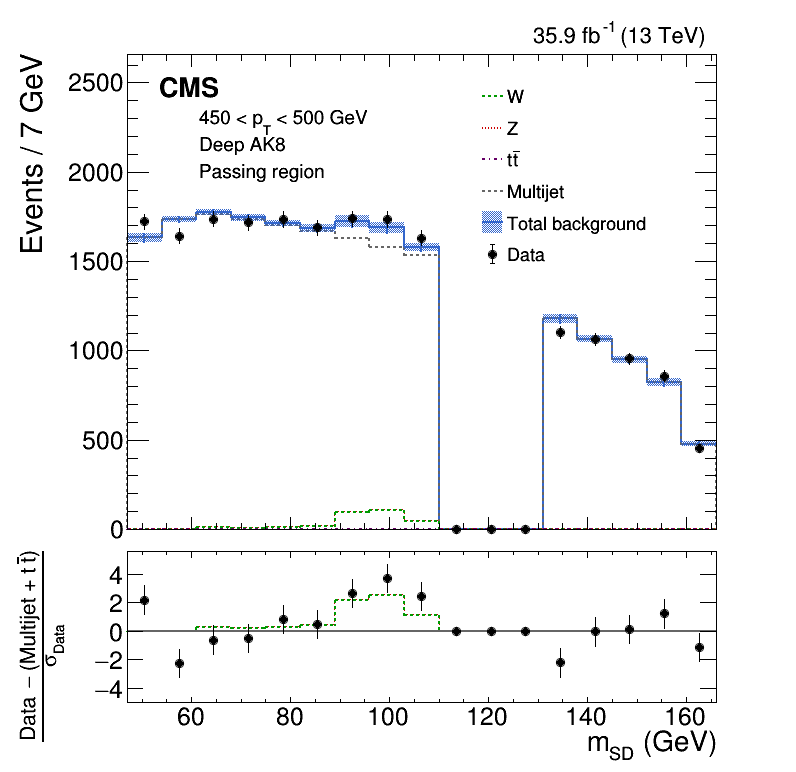 35.9 fb⁻¹ (13 TeV)
Events / 7 GeV
2500
2000
1500
1000
500
0
CMS
450 < p_T < 500 GeV
Deep AK8
Passing region
W
Z
tt̄
Multijet
Total background
Data
Data − (Multijet + t t̄)
σ_Data
4
2
0
−2
−4
60 80 100 120 140 160
m_SD (GeV)